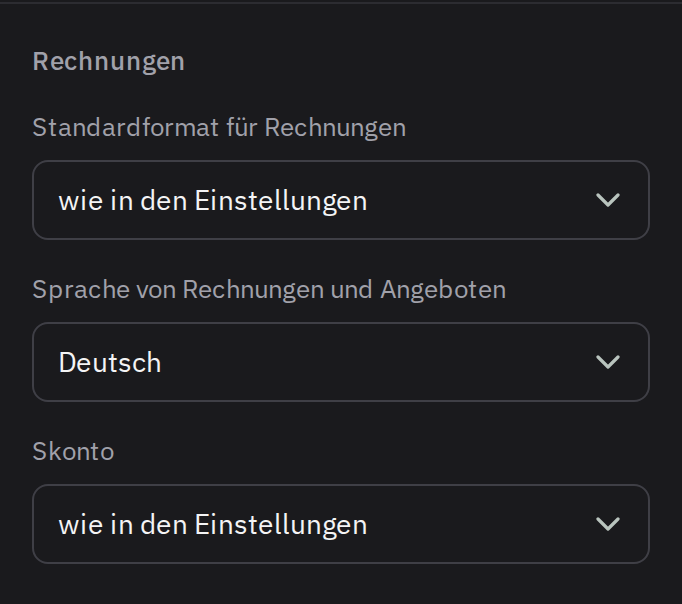 Rechnungen
Standardformat für Rechnungen
wie in den Einstellungen
Sprache von Rechnungen und Angeboten
Deutsch
Skonto
wie in den Einstellungen